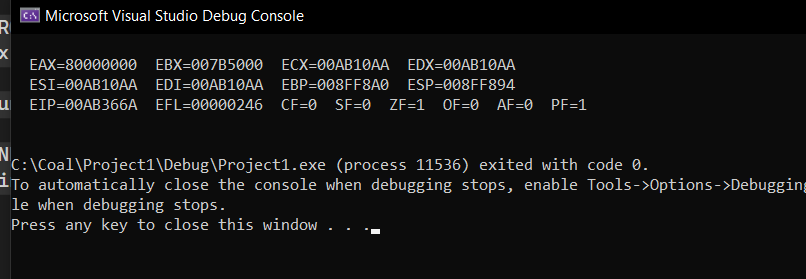 Microsoft Visual Studio Debug Console
EAX=80000000 EBX=007B5000 ECX=00AB10AA EDX=00AB10AA
ESI=00AB10AA EDI=00AB10AA EBP=008FF8A0 ESP=008FF894
EIP=00AB366A EFL=00000246 CF=0 SF=0 ZF=1 OF=0 AF=0 PF=1
C:\Coal\Project1\Debug\Project1.exe (process 11536) exited with code 0.
To automatically close the console when debugging stops, enable Tools->Options->Debugging
le when debugging stops.
Press any key to close this window . . .